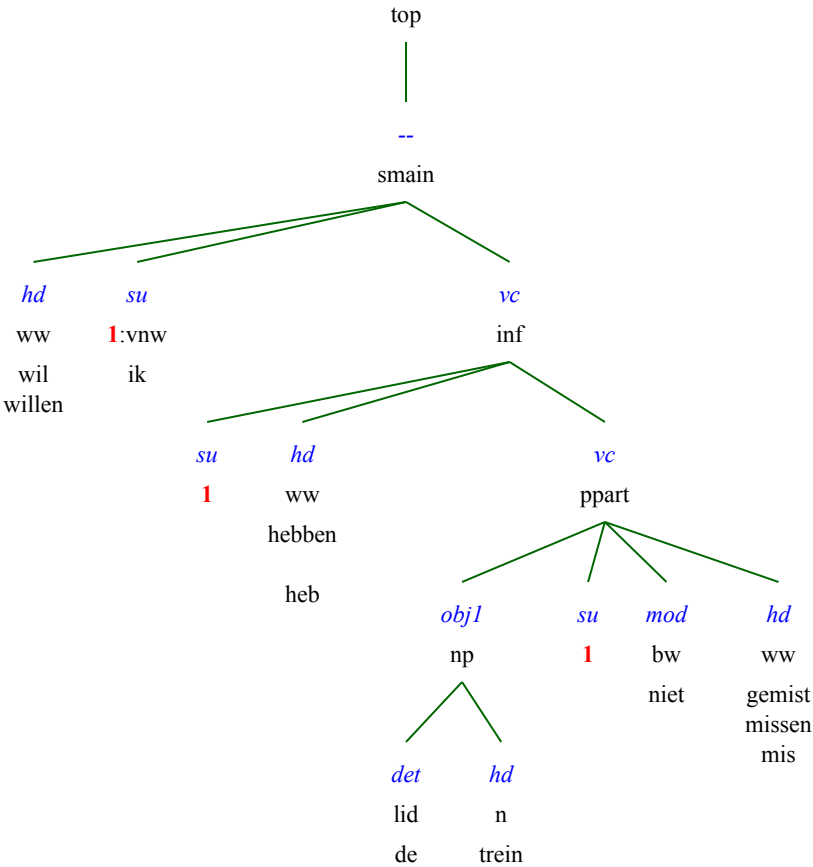 top
--
smain
hd su vc
ww 1:vnw inf
wil ik
willen
su hd vc
1 ww ppart
hebben
heb
obj1 su mod hd
np 1 bw ww
niet gemist
missen
mis
det hd
lid n
de trein